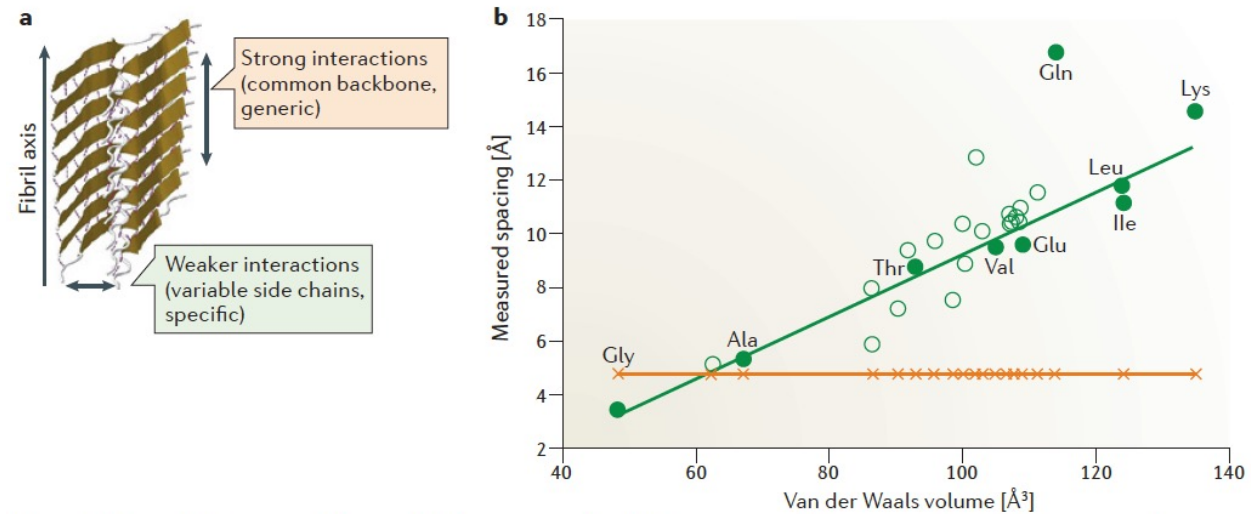 a
Fibril axis
Strong interactions
(common backbone,
generic)
Weaker interactions
(variable side chains,
specific)
b
Measured spacing [Å]
18
16
14
12
10
8
6
4
2
Gln
Lys
Leu
Ile
Thr
Val
Glu
Ala
Gly
40
60
80
100
120
140
Van der Waals volume [Å³]